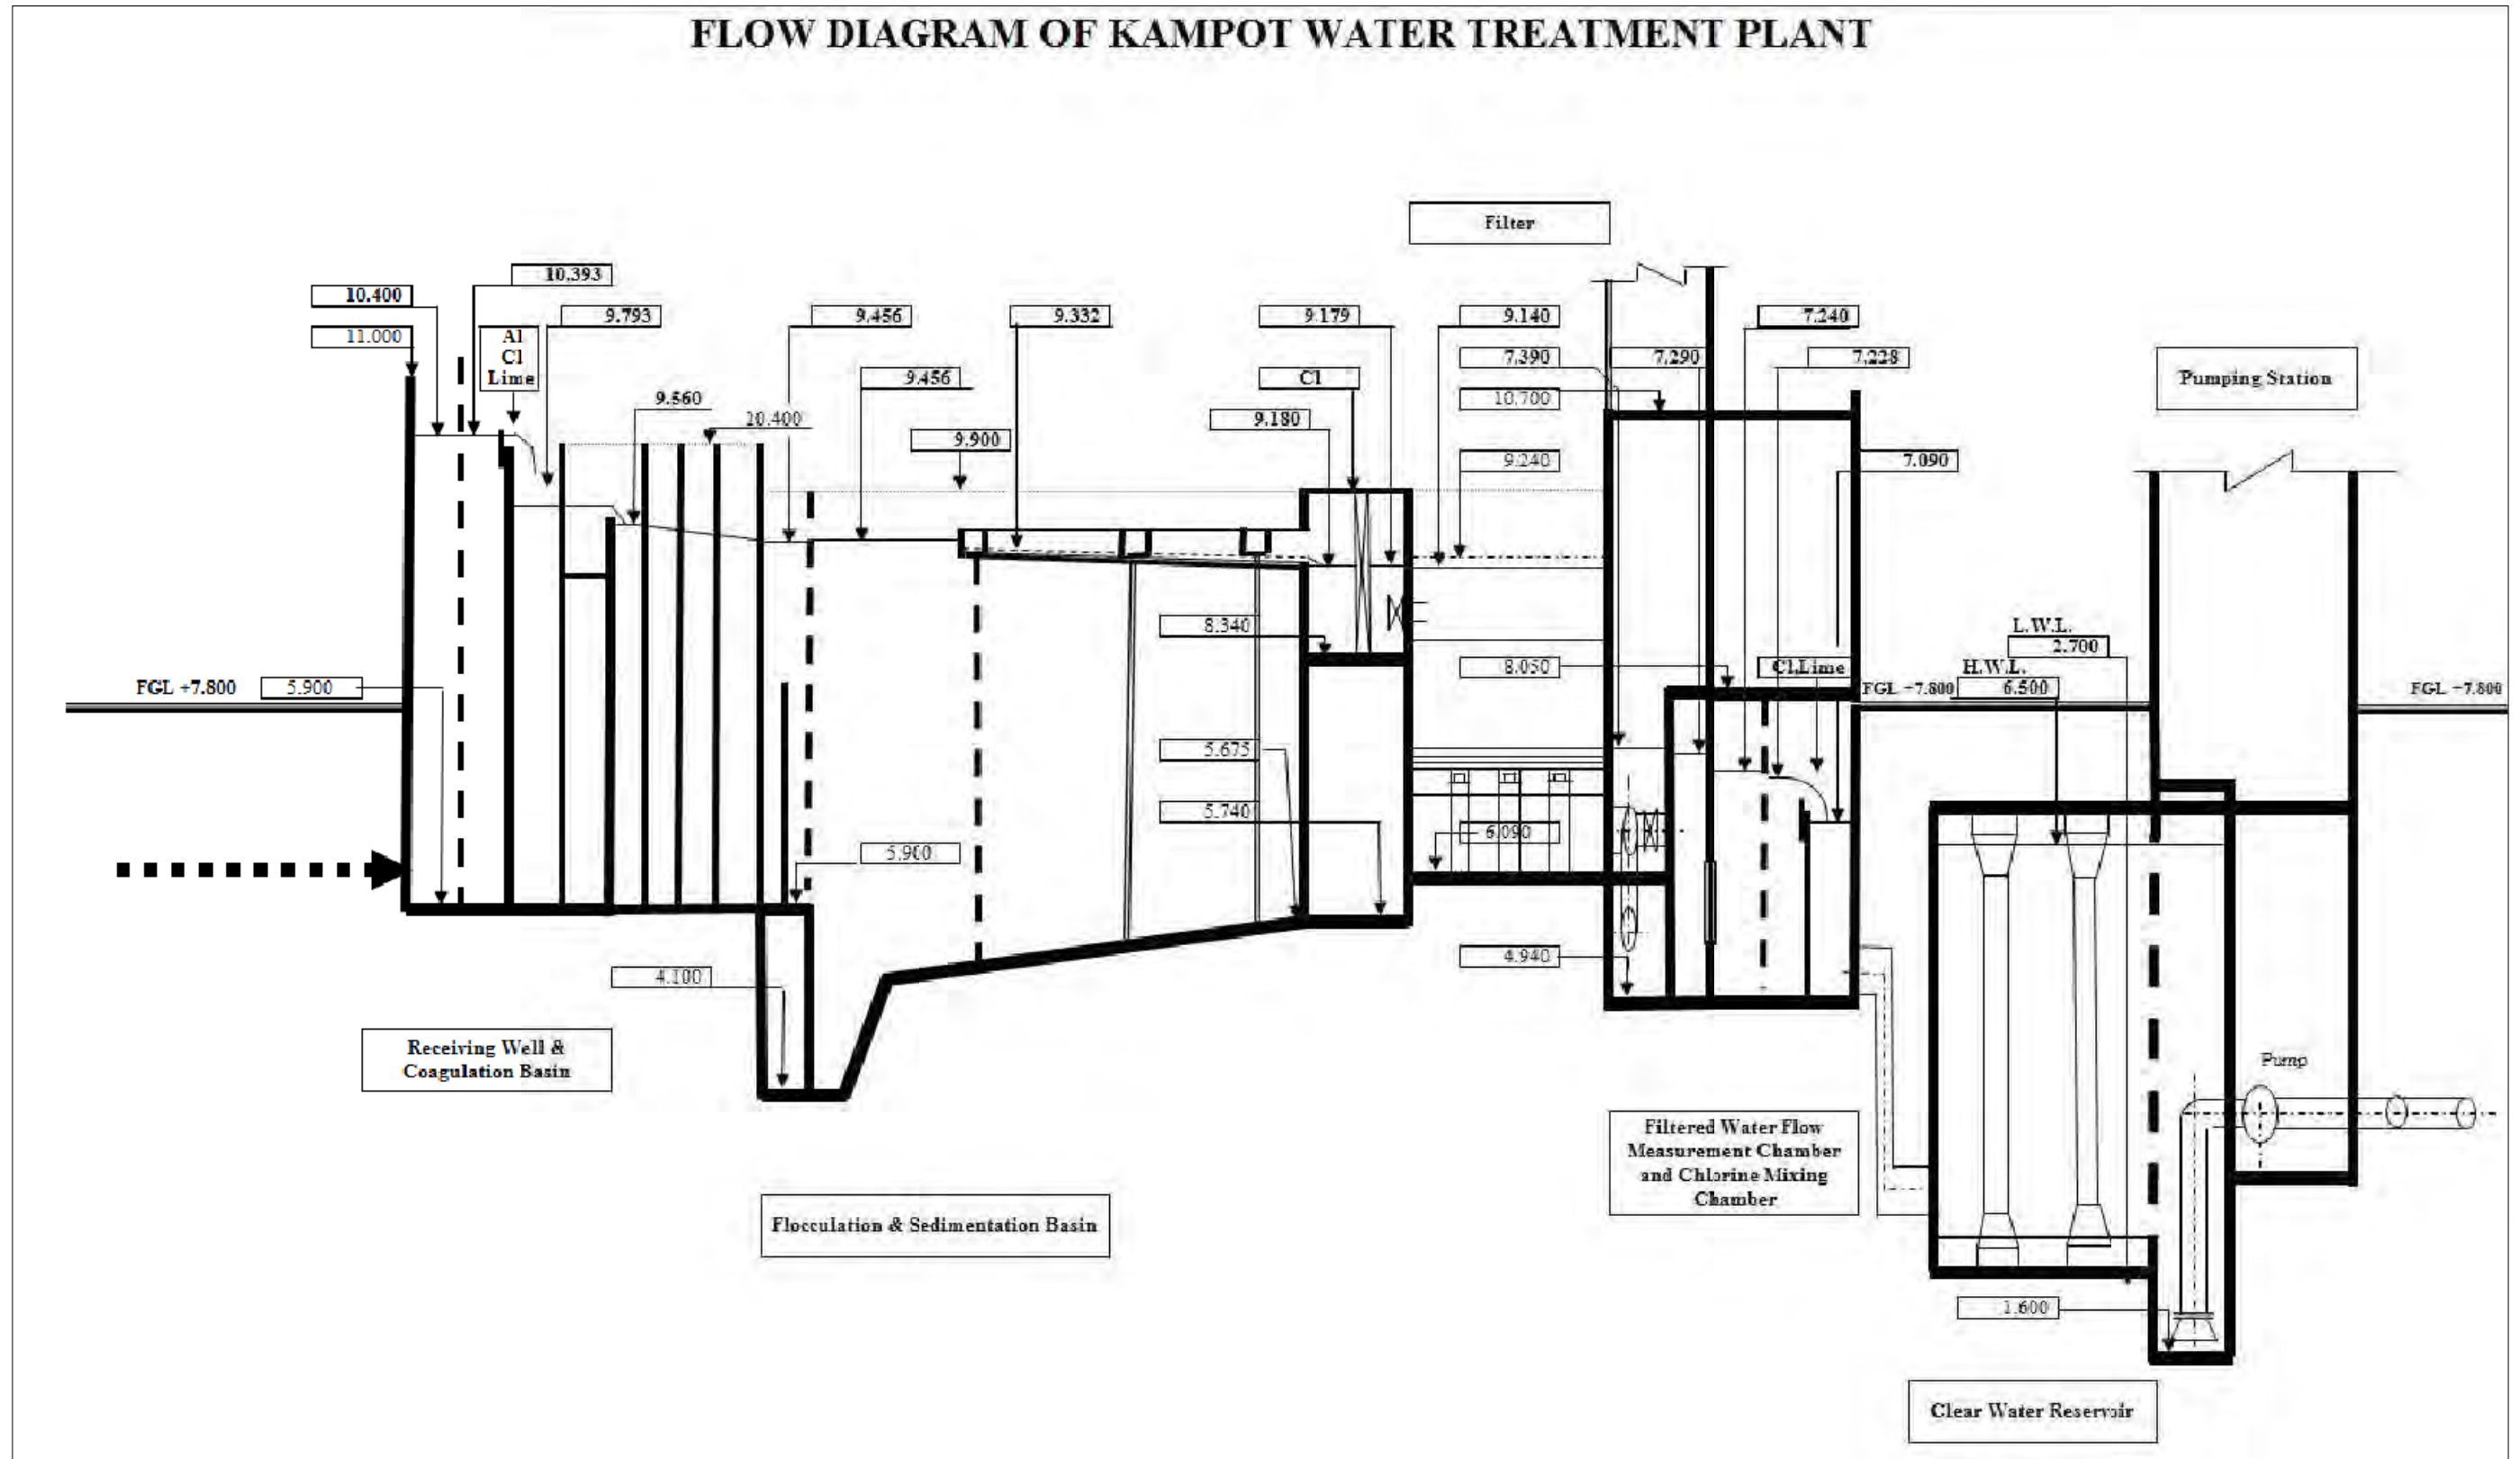 FLOW DIAGRAM OF KAMPOT WATER TREATMENT PLANT
Filter
10.393
10.400
9.793
9.456
9.332
9.179
9.140
7.240
11.000
Al
Cl
Lime
7.390
7.290
7.228
9.456
Cl
Pumping Station
9.560
10.400
10.700
9.180
9.900
9.240
7.090
8.340
L.W.L.
2.700
8.050
Cl,Lime
H.W.L.
FGL +7.800
5.900
FGL +7.800
6.500
FGL +7.800
5.675
5.740
6.090
5.900
4.100
4.940
Receiving Well &
Coagulation Basin
Pump
Filtered Water Flow
Measurement Chamber
and Chlorine Mixing
Chamber
Flocculation & Sedimentation Basin
1.600
Clear Water Reservoir